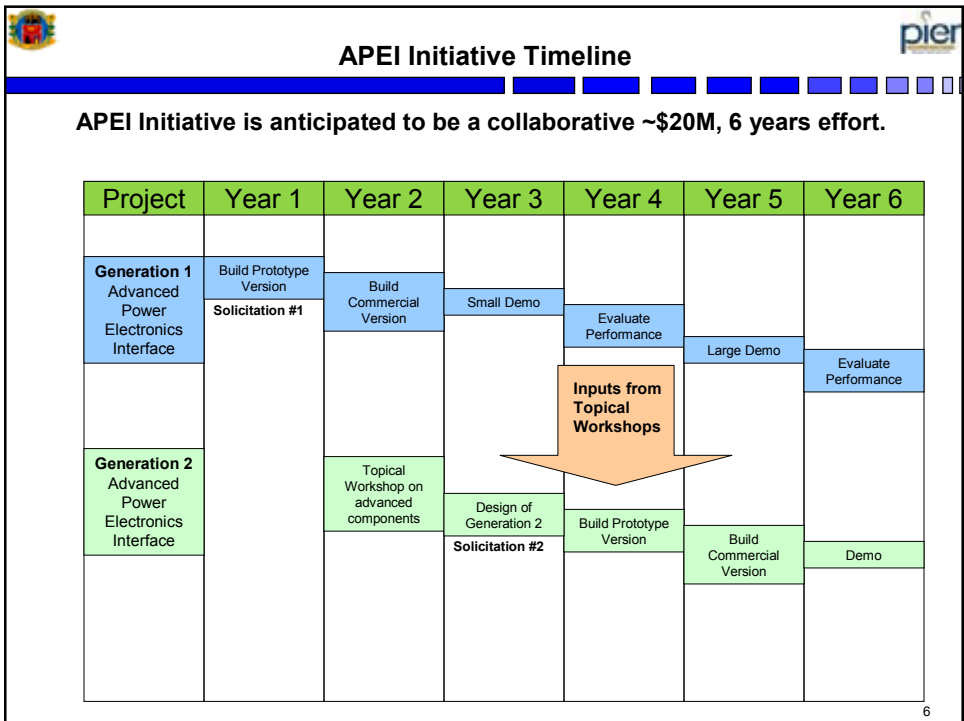 pier
APEI Initiative Timeline
APEI Initiative is anticipated to be a collaborative ~$20M, 6 years effort.
Project Year 1 Year 2 Year 3 Year 4 Year 5 Year 6
Generation 1
Advanced
Power
Electronics
Interface
Build Prototype
Version
Solicitation #1
Build
Commercial
Version
Small Demo
Evaluate
Performance
Large Demo
Evaluate
Performance
Inputs from
Topical
Workshops
Generation 2
Advanced
Power
Electronics
Interface
Topical
Workshop on
advanced
components
Design of
Generation 2
Solicitation #2
Build Prototype
Version
Build
Commercial
Version
Demo
6